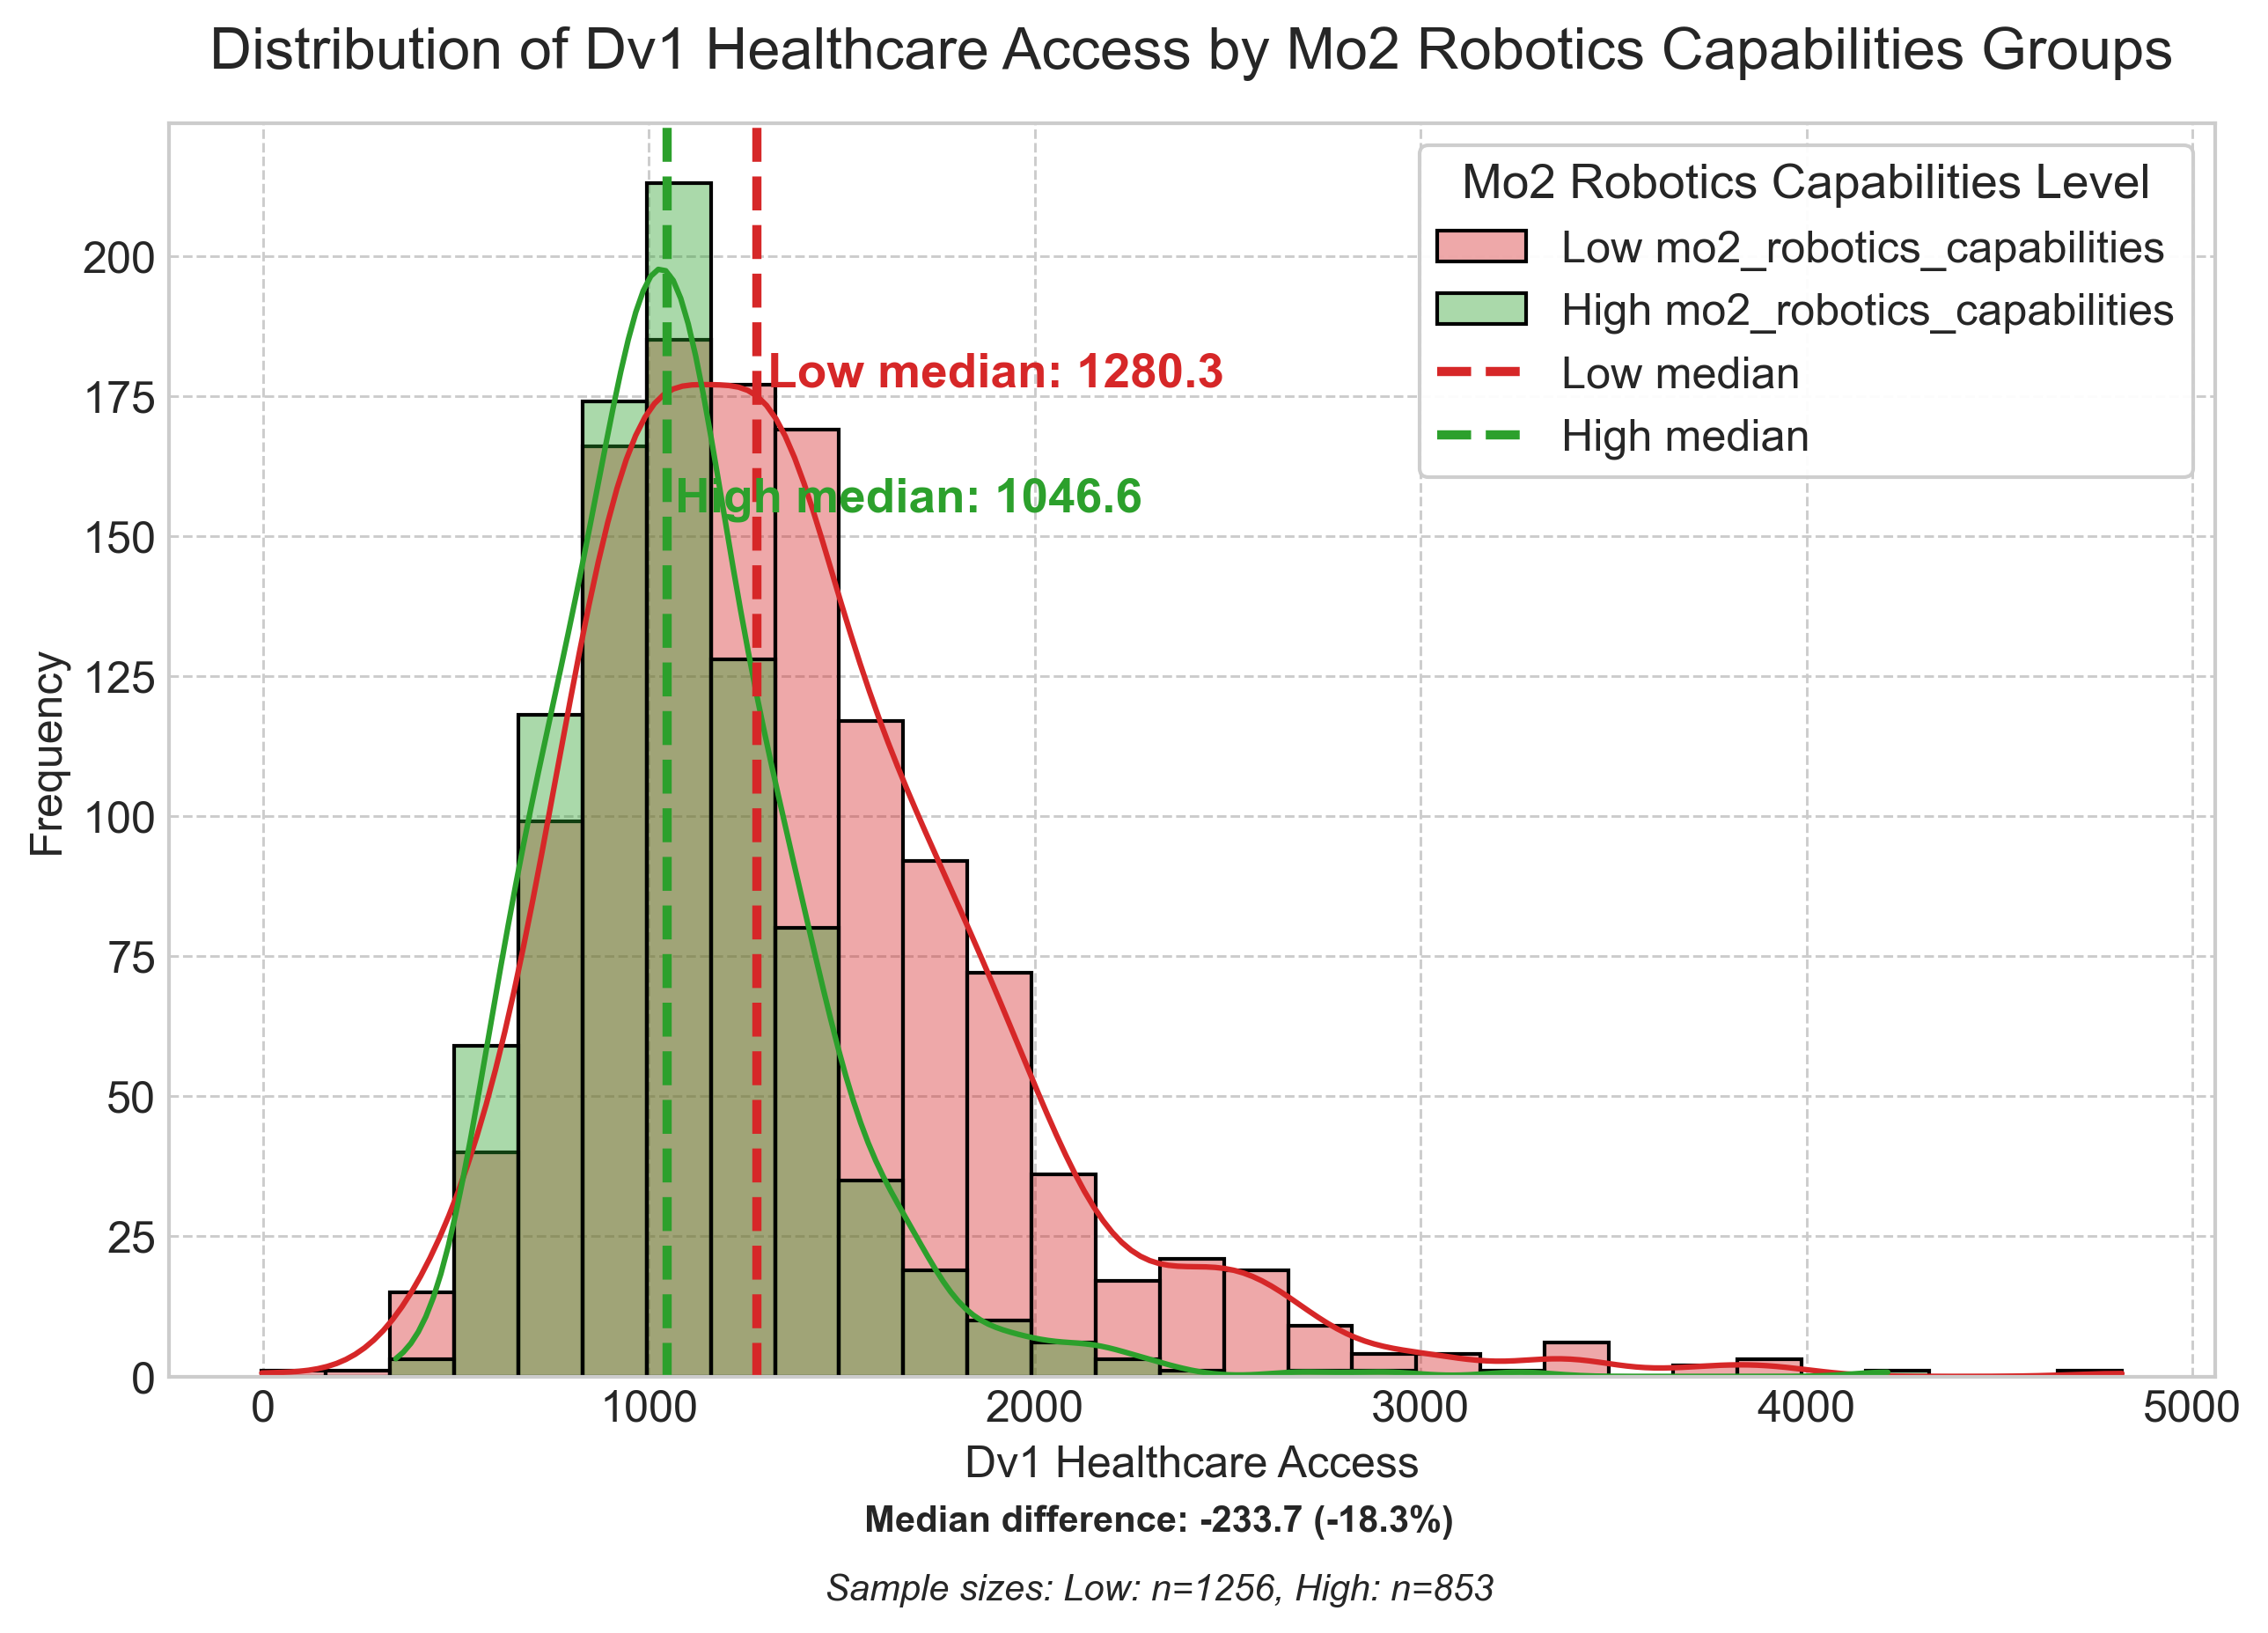 Distribution of Dv1 Healthcare Access by Mo2 Robotics Capabilities Groups
Mo2 Robotics Capabilities Level
Low mo2_robotics_capabilities
High mo2_robotics_capabilities
Low median
High median
Low median: 1280.3
High median: 1046.6
Frequency
200
175
150
125
100
75
50
25
0
0 1000 2000 3000 4000 5000
Dv1 Healthcare Access
Median difference: -233.7 (-18.3%)
Sample sizes: Low: n=1256, High: n=853